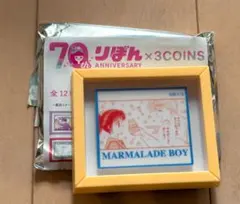 70 りぼん ×3COINS
ANNIVERSARY
全12
MARMALADE BOY